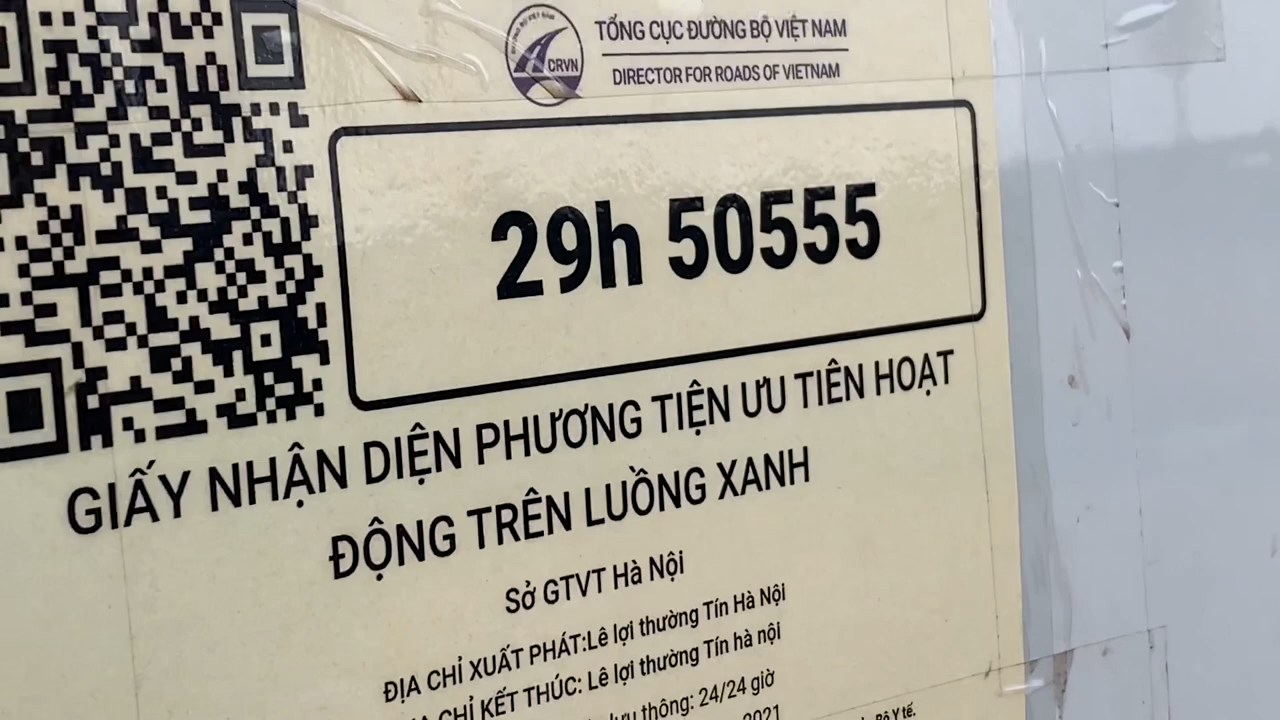 CRVN
TỔNG CỤC ĐƯỜNG BỘ VIỆT NAM
DIRECTOR FOR ROADS OF VIETNAM
29h 50555
GIẤY NHẬN DIỆN PHƯƠNG TIỆN ƯU TIÊN HOẠT
ĐỘNG TRÊN LUỒNG XANH
Sở GTVT Hà Nội
ĐỊA CHỈ XUẤT PHÁT:Lê lợi thường Tín Hà Nội
CHỈ KẾT THÚC: Lê lợi thường Tín hà nội
lưu thông: 24/24 giờ
2021
Bộ Y tế.